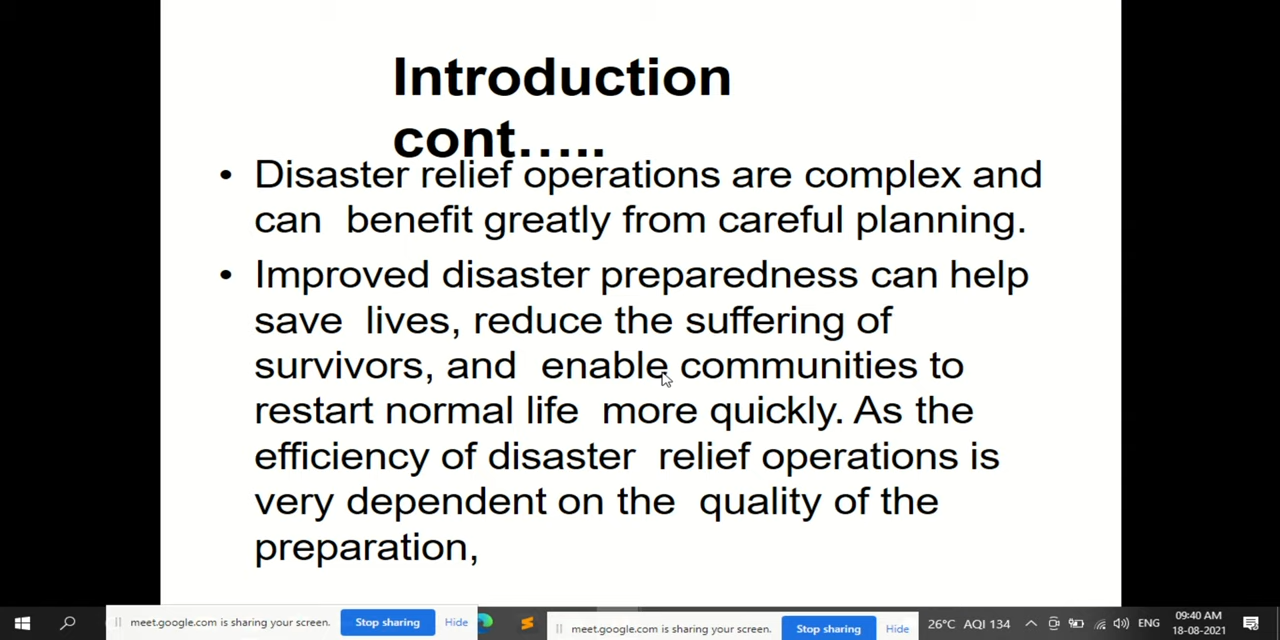 Introduction
cont…..
• Disaster relief operations are complex and
can benefit greatly from careful planning.
• Improved disaster preparedness can help
save lives, reduce the suffering of
survivors, and enable communities to
restart normal life more quickly. As the
efficiency of disaster relief operations is
very dependent on the quality of the
preparation,
meet.google.com is sharing your screen. Stop sharing Hide
meet.google.com is sharing your screen. Stop sharing Hide
26°C AQI 134 ENG 09:40 AM
18-08-2021